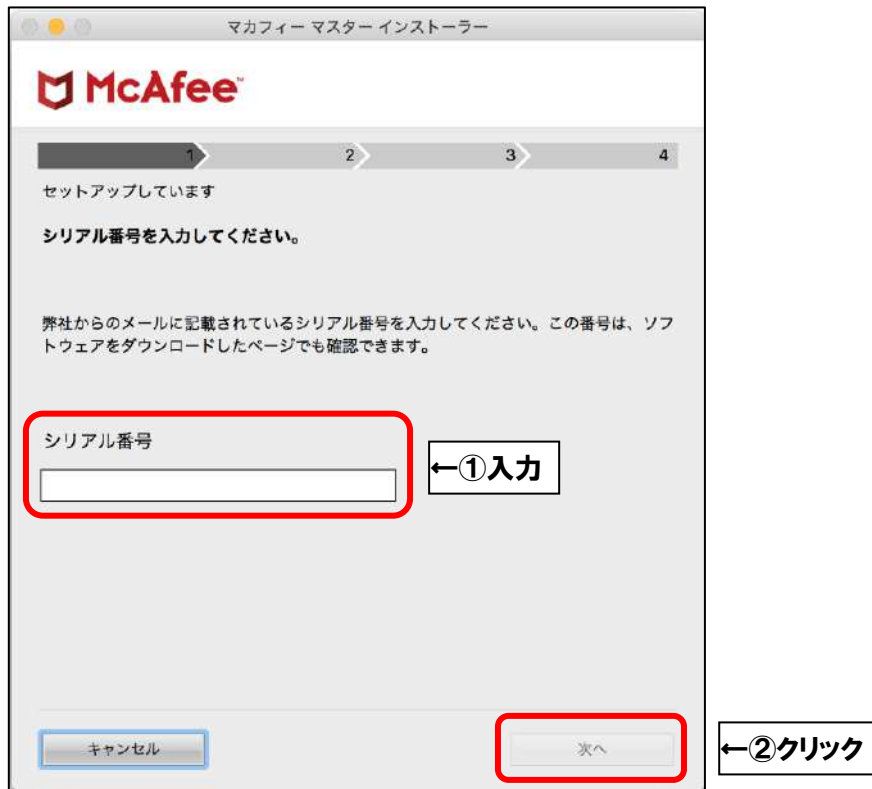 マカフィー マスター インストーラー
McAfee™
1 2 3 4
セットアップしています
シリアル番号を入力してください。
弊社からのメールに記載されているシリアル番号を入力してください。この番号は、ソフ
トウェアをダウンロードしたページでも確認できます。
シリアル番号
←①入力
キャンセル
次へ
←②クリック